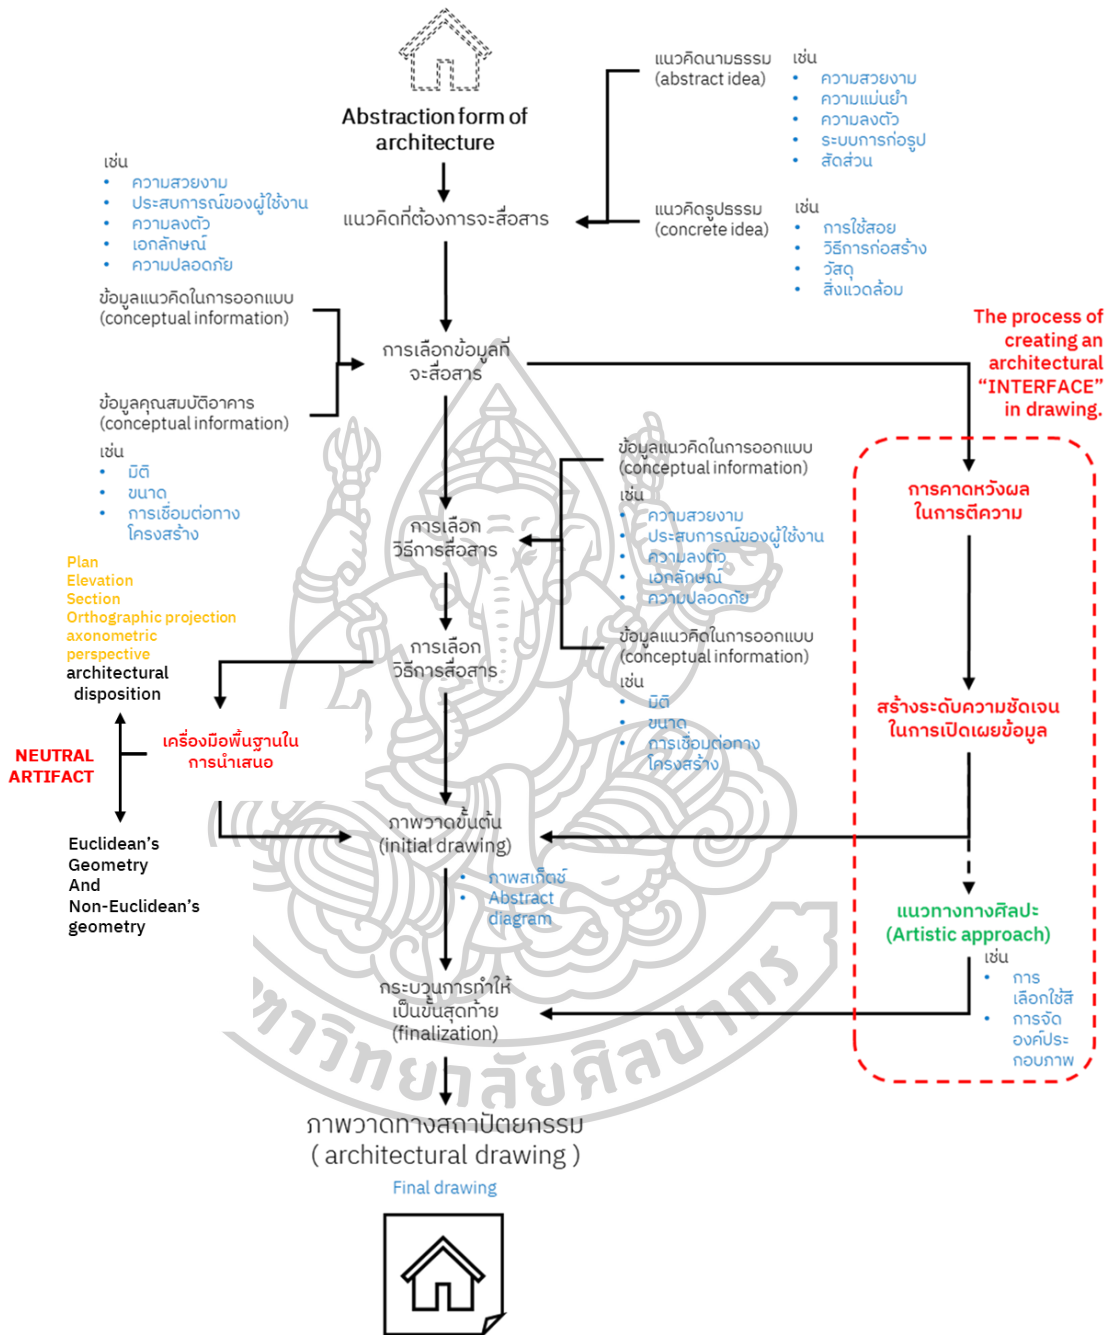 Abstraction form of
architecture
แนวคิดนามธรรม
(abstract idea)
เช่น
• ความสวยงาม
• ความแม่นยำ
• ความลงตัว
• ระบบการก่อรูป
• สัดส่วน
เช่น
• ความสวยงาม
• ประสบการณ์ของผู้ใช้งาน
• ความลงตัว
• เอกลักษณ์
• ความปลอดภัย
แนวคิดที่ต้องการจะสื่อสาร
แนวคิดรูปธรรม
(concrete idea)
เช่น
• การใช้สอย
• วิธีการก่อสร้าง
• วัสดุ
• สิ่งแวดล้อม
ข้อมูลแนวคิดในการออกแบบ
(conceptual information)
การเลือกข้อมูลที่
จะสื่อสาร
The process of
creating an
architectural
“INTERFACE”
in drawing.
ข้อมูลคุณสมบัติอาคาร
(conceptual information)
เช่น
• มิติ
• ขนาด
• การเชื่อมต่อทาง
โครงสร้าง
ข้อมูลแนวคิดในการออกแบบ
(conceptual information)
เช่น
• ความสวยงาม
• ประสบการณ์ของผู้ใช้งาน
• ความลงตัว
• เอกลักษณ์
• ความปลอดภัย
การเลือก
วิธีการสื่อสาร
การคาดหวังผล
ในการตีความ
Plan
Elevation
Section
Orthographic projection
axonometric
perspective
architectural
disposition
การเลือก
วิธีการสื่อสาร
ข้อมูลแนวคิดในการออกแบบ
(conceptual information)
เช่น
• มิติ
• ขนาด
• การเชื่อมต่อทาง
โครงสร้าง
สร้างระดับความชัดเจน
ในการเปิดเผยข้อมูล
NEUTRAL
ARTIFACT
เครื่องมือพื้นฐานใน
การนำเสนอ
Euclidean’s
Geometry
And
Non-Euclidean’s
geometry
ภาพวาดขั้นต้น
(initial drawing)
• ภาพสเก็ตช์
• Abstract
diagram
แนวทางทางศิลปะ
(Artistic approach)
เช่น
• การ
เลือกใช้สี
• การจัด
องค์ประ
กอบภาพ
กระบวนการทำให้
เป็นขั้นสุดท้าย
(finalization)
หาวิทยาลัยศิลปากร
ภาพวาดทางสถาปัตยกรรม
( architectural drawing )
Final drawing